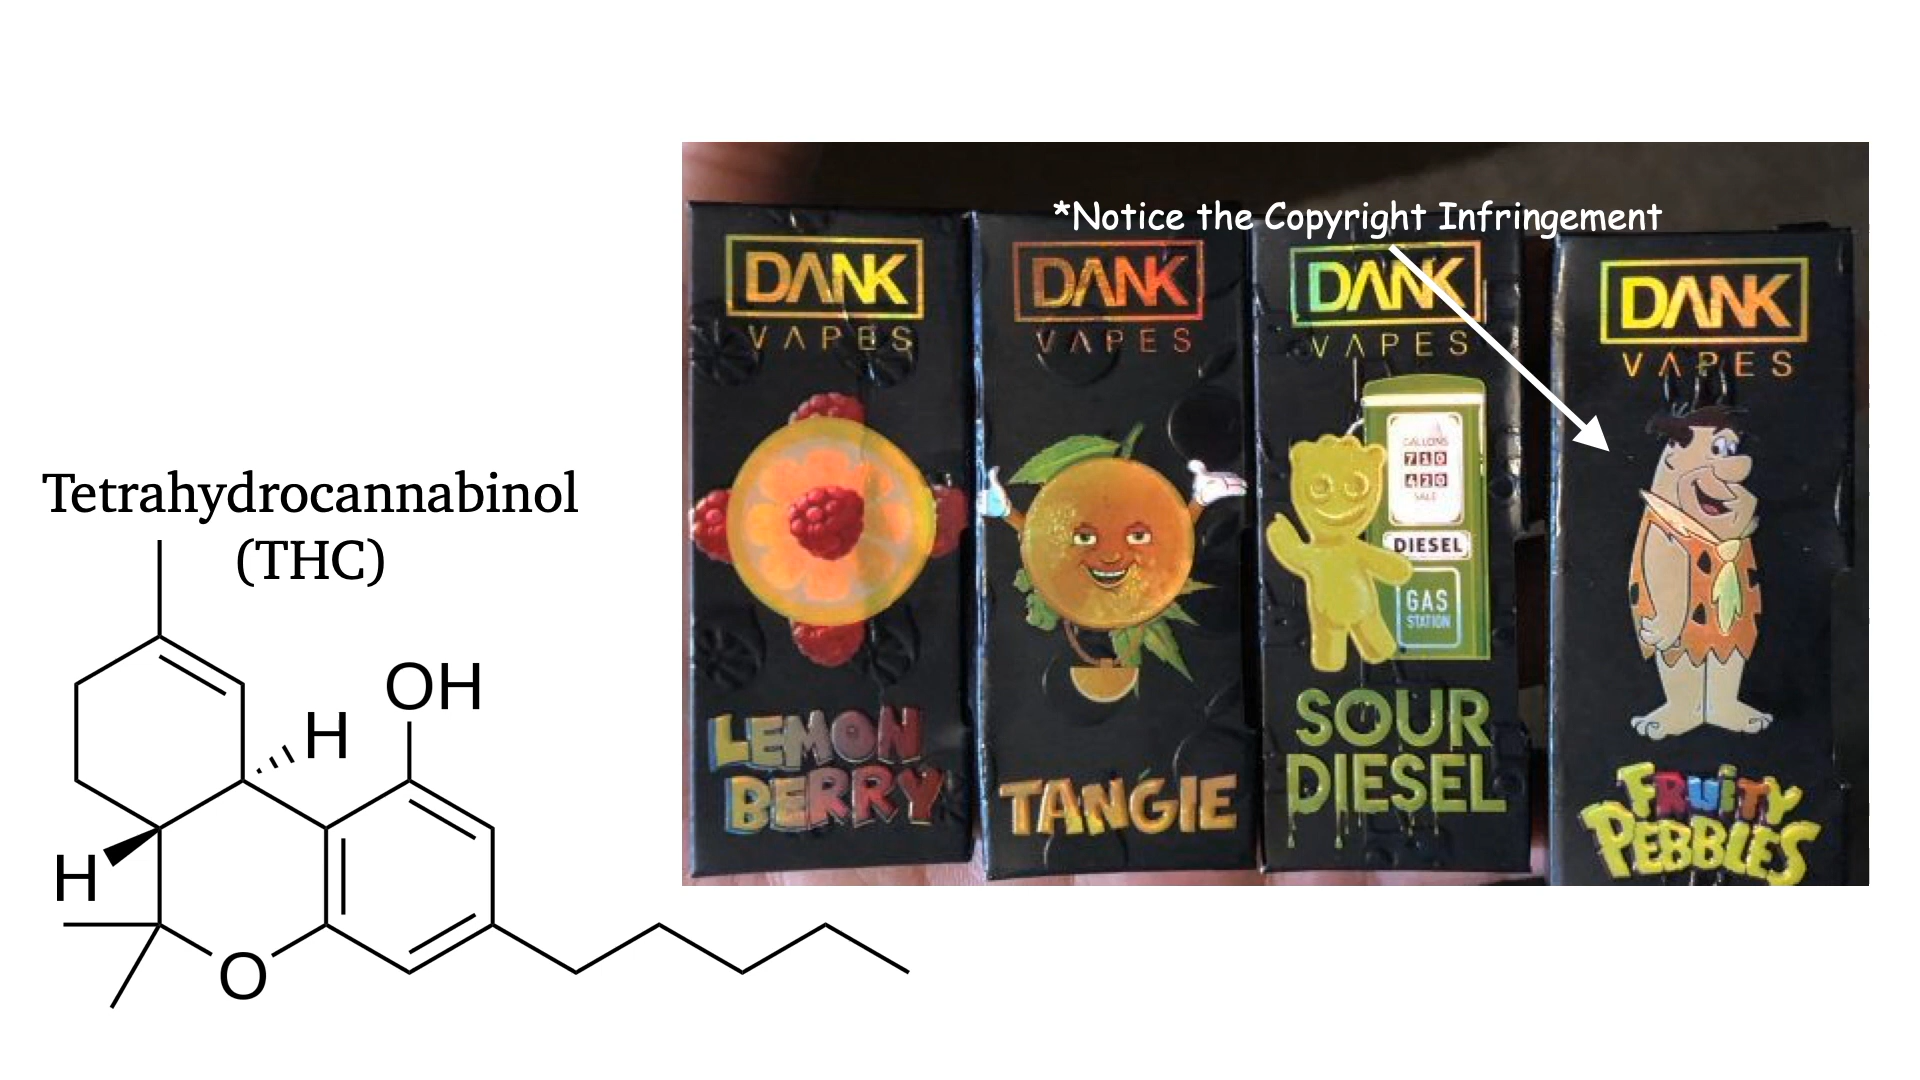 *Notice the Copyright Infringement
Tetrahydrocannabinol
(THC)
OH
H
H
O
DANK
VAPES
LEMON
BERRY
DANK
VAPES
TANGIE
DANK
VAPES
GALLONS
710
420
SALE
DIESEL
GAS
STATION
SOUR
DIESEL
DANK
VAPES
FRUITY
PEBBLES